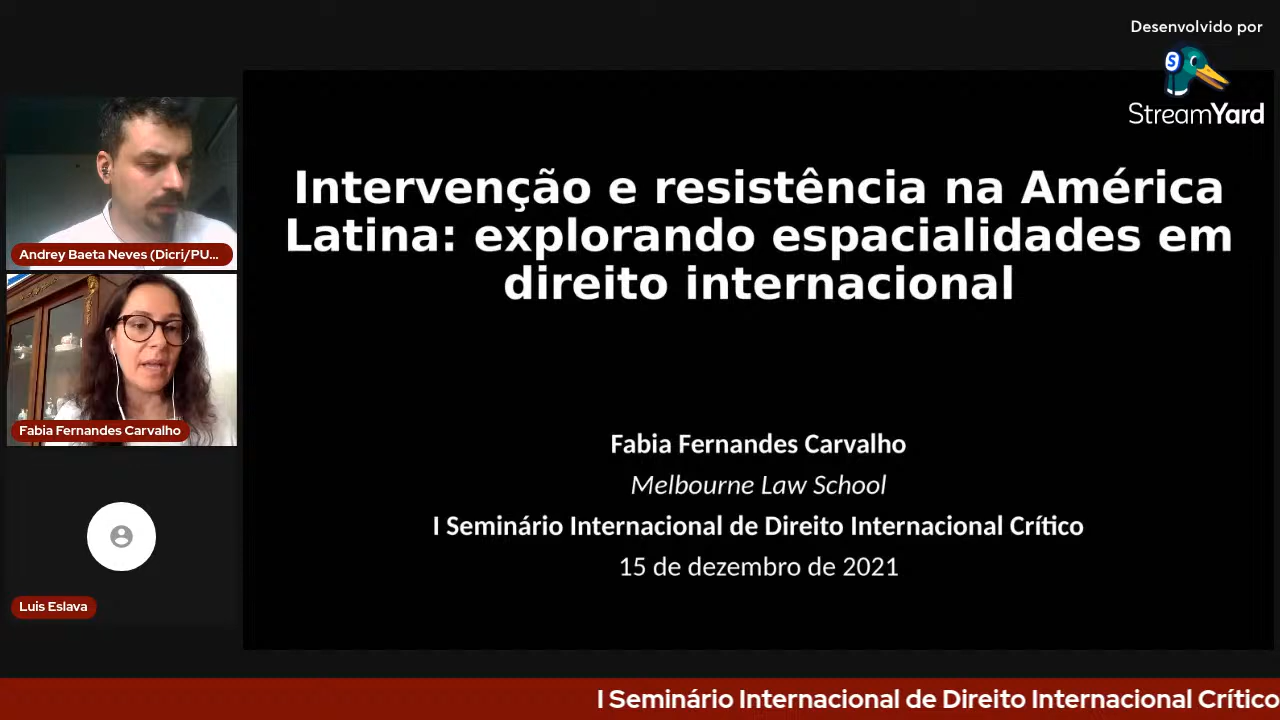 Desenvolvido por
StreamYard
Intervenção e resistência na América
Latina: explorando espacialidades em
direito internacional
Andrey Baeta Neves (Dicri/PU...
Fabia Fernandes Carvalho
Fabia Fernandes Carvalho
Melbourne Law School
I Seminário Internacional de Direito Internacional Crítico
15 de dezembro de 2021
Luis Eslava
I Seminário Internacional de Direito Internacional Crítico